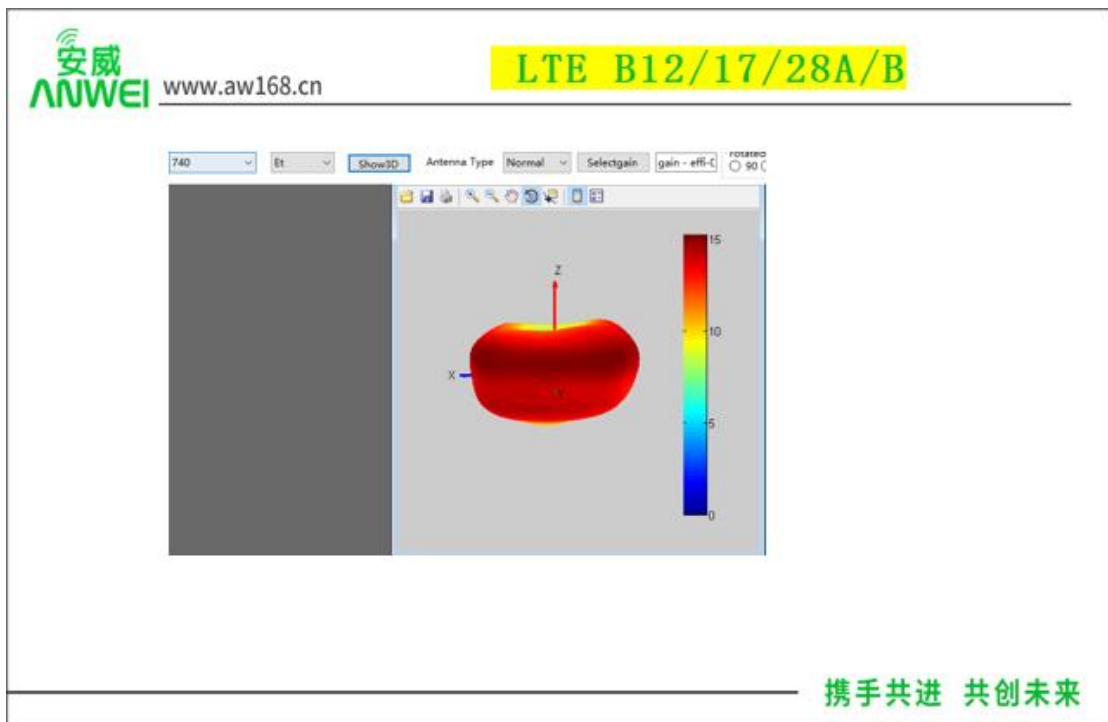 安威
ANWEI www.aw168.cn
LTE B12/17/28A/B
740 Et Show3D Antenna Type Normal Selectgain gain - effi- 90
Z
15
10
X
5
0
携手共进 共创未来